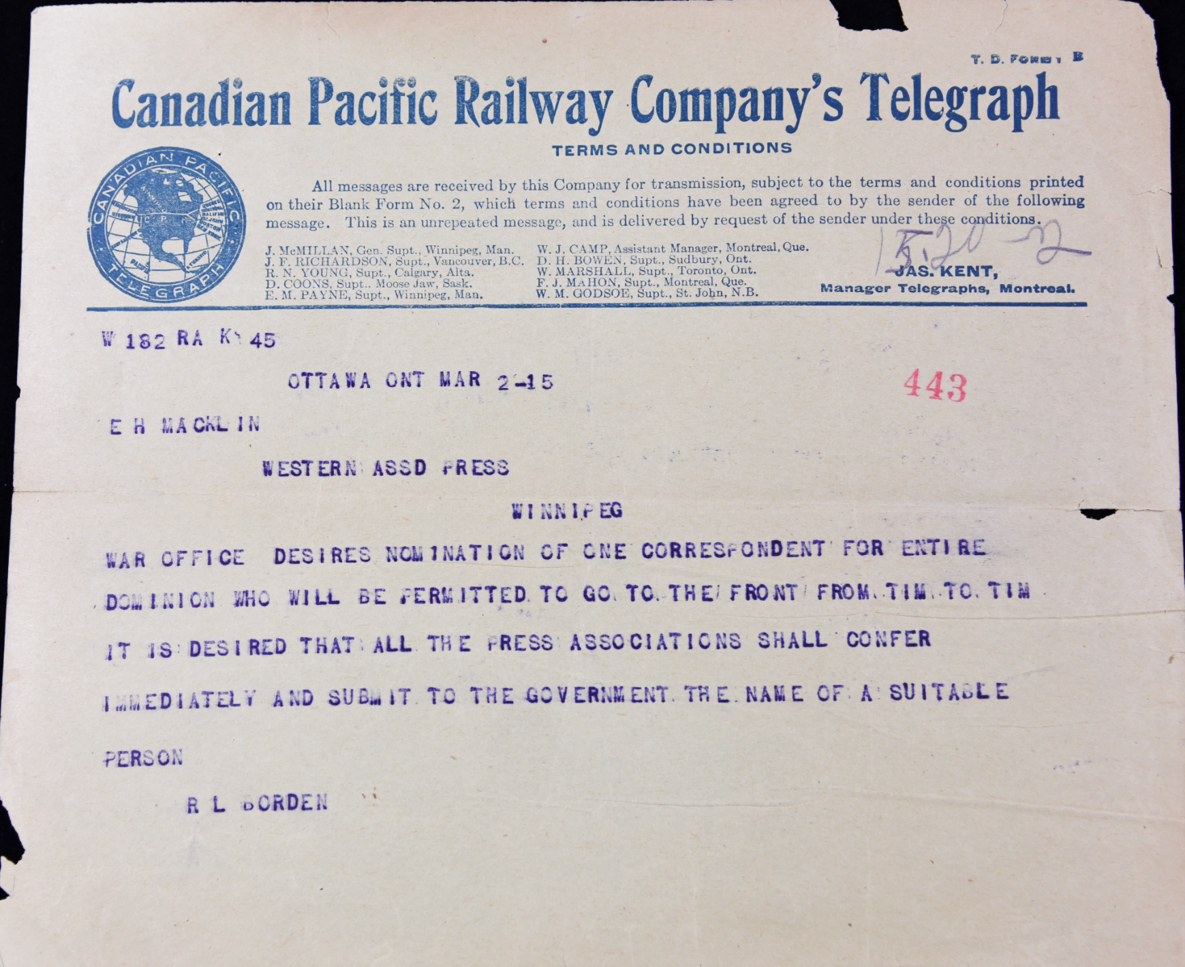 T. D. FORM 1 B
Canadian Pacific Railway Company's Telegraph
TERMS AND CONDITIONS
CANADIAN PACIFIC
TELEGRAPH
All messages are received by this Company for transmission, subject to the terms and conditions printed
on their Blank Form No. 2, which terms and conditions have been agreed to by the sender of the following
message. This is an unrepeated message, and is delivered by request of the sender under these conditions.
J. McMILLAN, Gen. Supt., Winnipeg, Man.
J. F. RICHARDSON, Supt., Vancouver, B.C.
R. N. YOUNG, Supt., Calgary, Alta.
D. COONS, Supt., Moose Jaw, Sask.
E. M. PAYNE, Supt., Winnipeg, Man.
W. J. CAMP, Assistant Manager, Montreal, Que.
D. H. BOWEN, Supt., Sudbury, Ont.
W. MARSHALL, Supt., Toronto, Ont.
F. J. MAHON, Supt., Montreal, Que.
W. M. GODSOE, Supt., St. John, N.B.
JAS. KENT,
Manager Telegraphs, Montreal.
W 182 RA 45
OTTAWA ONT MAR 2-15
443
E H MACKLIN
WESTERN ASSD PRESS
WINNIPEG
WAR OFFICE DESIRES NOMINATION OF ONE CORRESPONDENT FOR ENTIRE
DOMINION WHO WILL BE PERMITTED TO GO TO THE FRONT FROM TIM TO TIM
IT IS DESIRED THAT ALL THE PRESS ASSOCIATIONS SHALL CONFER
IMMEDIATELY AND SUBMIT TO THE GOVERNMENT THE NAME OF A SUITABLE
PERSON
R L BORDEN